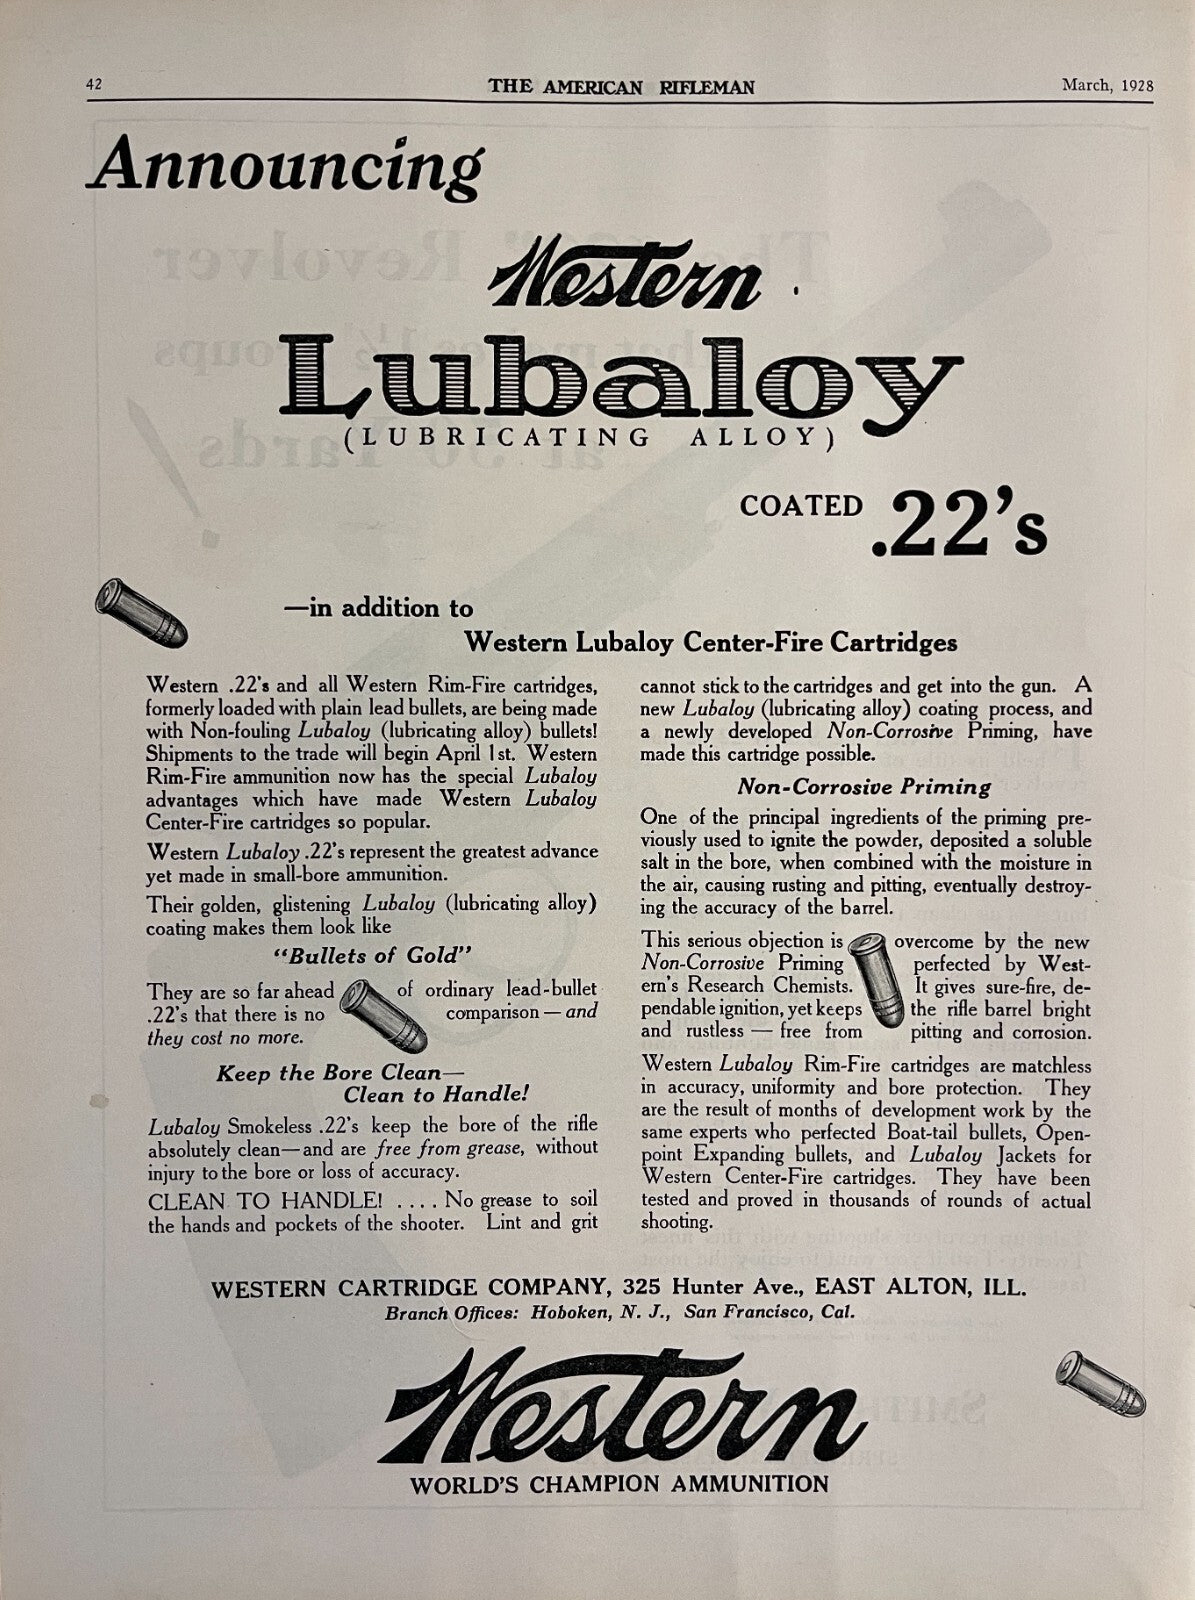 42
THE AMERICAN RIFLEMAN
March, 1928
Announcing
Western
Lubaloy
(LUBRICATING ALLOY)
COATED .22's
—in addition to
Western Lubaloy Center-Fire Cartridges
Western .22's and all Western Rim-Fire cartridges,
formerly loaded with plain lead bullets, are being made
with Non-fouling Lubaloy (lubricating alloy) bullets!
Shipments to the trade will begin April 1st. Western
Rim-Fire ammunition now has the special Lubaloy
advantages which have made Western Lubaloy
Center-Fire cartridges so popular.
Western Lubaloy .22's represent the greatest advance
yet made in small-bore ammunition.
Their golden, glistening Lubaloy (lubricating alloy)
coating makes them look like
"Bullets of Gold"
They are so far ahead of ordinary lead-bullet
.22's that there is no comparison — and
they cost no more.
Keep the Bore Clean—
Clean to Handle!
Lubaloy Smokeless .22's keep the bore of the rifle
absolutely clean—and are free from grease, without
injury to the bore or loss of accuracy.
CLEAN TO HANDLE! .... No grease to soil
the hands and pockets of the shooter. Lint and grit
cannot stick to the cartridges and get into the gun. A
new Lubaloy (lubricating alloy) coating process, and
a newly developed Non-Corrosive Priming, have
made this cartridge possible.
Non-Corrosive Priming
One of the principal ingredients of the priming pre-
viously used to ignite the powder, deposited a soluble
salt in the bore, when combined with the moisture in
the air, causing rusting and pitting, eventually destroy-
ing the accuracy of the barrel.
This serious objection is overcome by the new
Non-Corrosive Priming perfected by West-
ern's Research Chemists. It gives sure-fire, de-
pendable ignition, yet keeps the rifle barrel bright
and rustless — free from pitting and corrosion.
Western Lubaloy Rim-Fire cartridges are matchless
in accuracy, uniformity and bore protection. They
are the result of months of development work by the
same experts who perfected Boat-tail bullets, Open-
point Expanding bullets, and Lubaloy Jackets for
Western Center-Fire cartridges. They have been
tested and proved in thousands of rounds of actual
shooting.
WESTERN CARTRIDGE COMPANY, 325 Hunter Ave., EAST ALTON, ILL.
Branch Offices: Hoboken, N. J., San Francisco, Cal.
Western
WORLD'S CHAMPION AMMUNITION